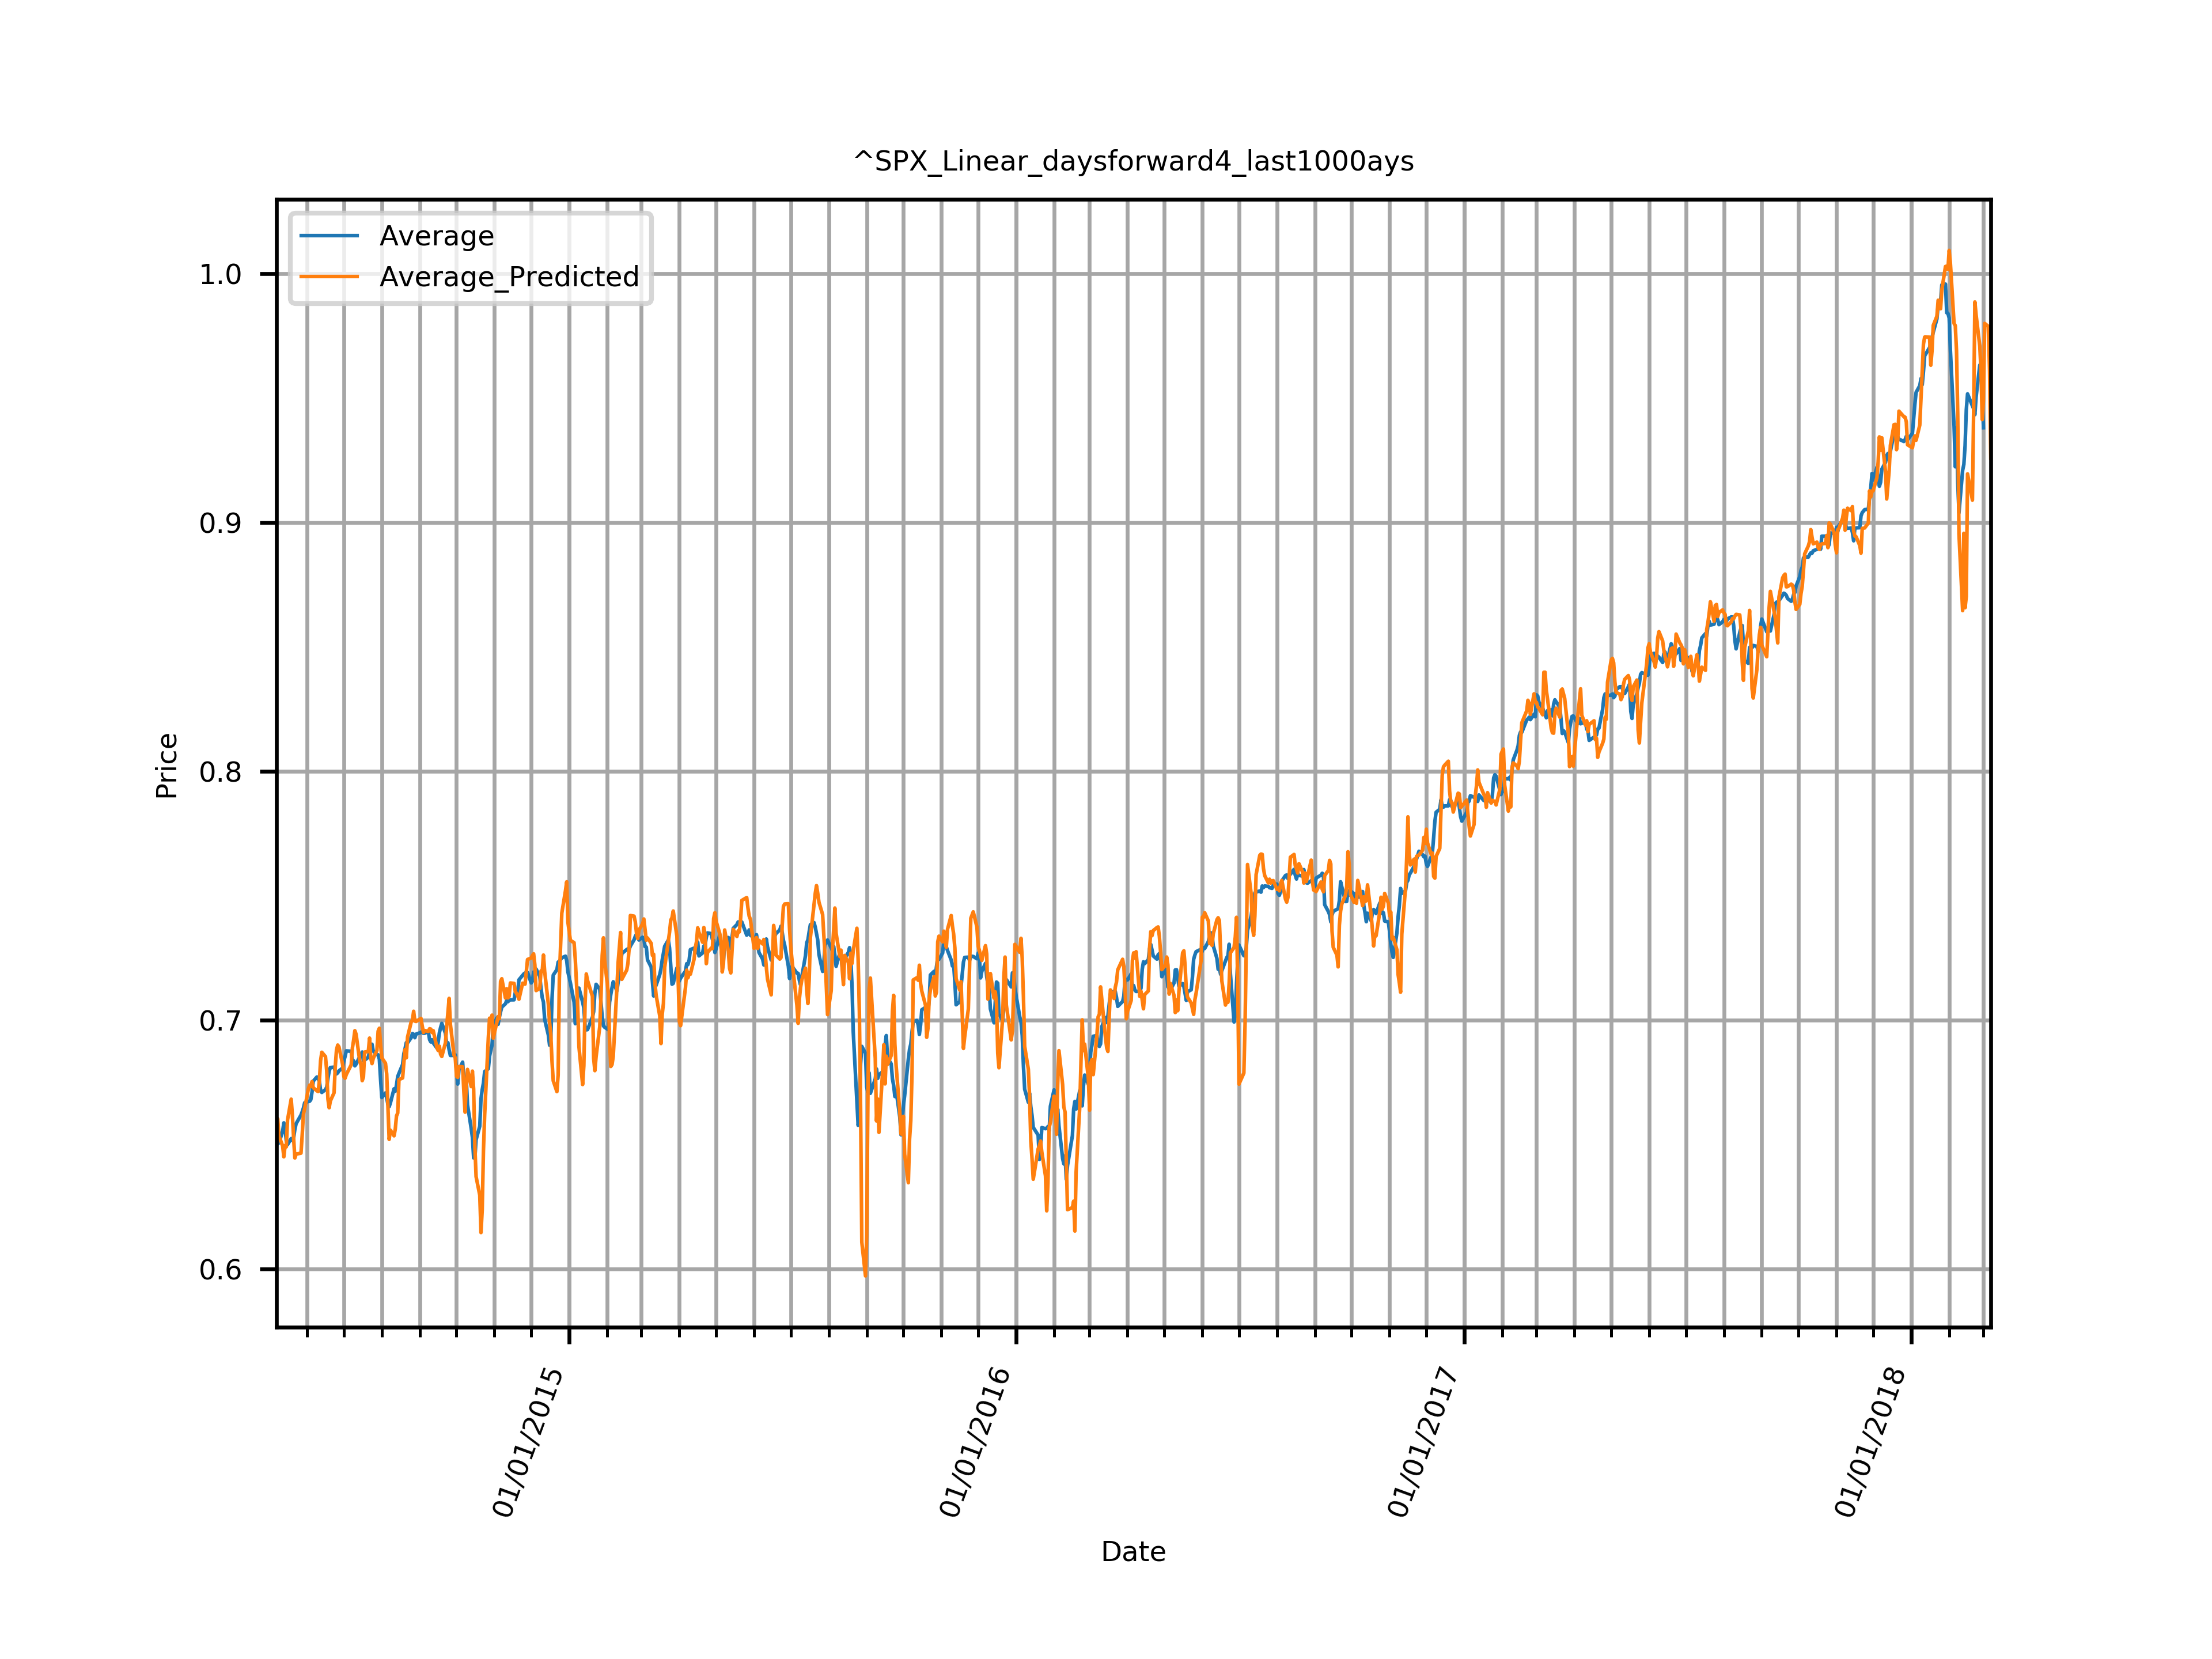 ^SPX_Linear_daysforward4_last1000ays
Average
Average_Predicted
1.0
0.9
0.8
0.7
0.6
Price
01/01/2015
01/01/2016
01/01/2017
01/01/2018
Date